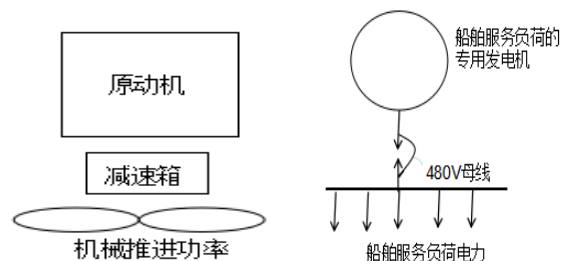 原动机
减速箱
机械推进功率
船舶服务负荷的
专用发电机
480V母线
船舶服务负荷电力